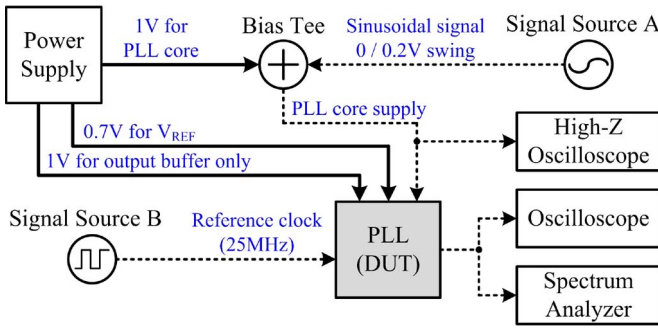 Power
Supply
1V for
PLL core
Bias Tee
Sinusoidal signal
0 / 0.2V swing
Signal Source A
PLL core supply
0.7V for VREF
1V for output buffer only
High-Z
Oscilloscope
Signal Source B
Reference clock
(25MHz)
PLL
(DUT)
Oscilloscope
Spectrum
Analyzer